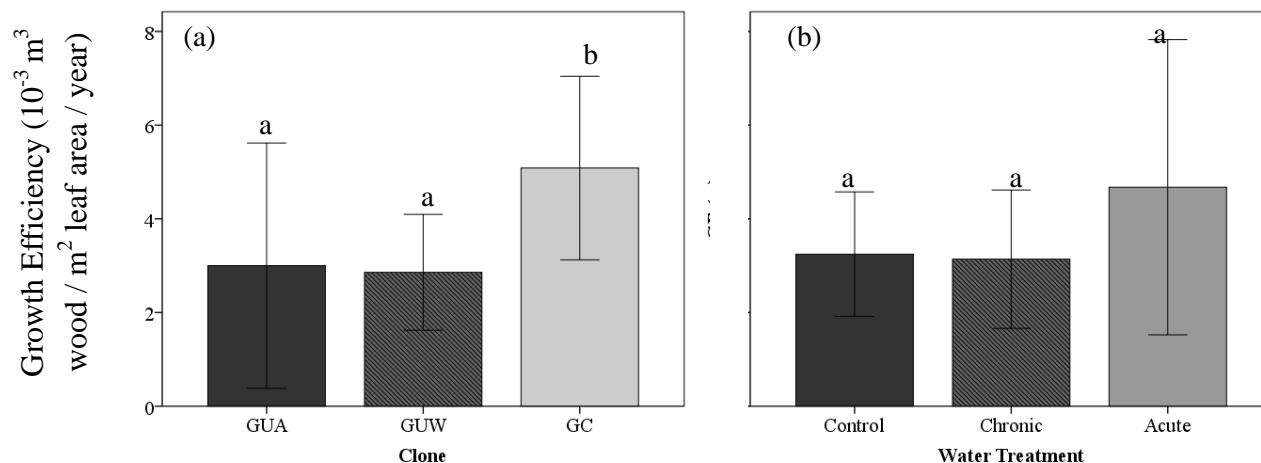 Growth Efficiency (10⁻³ m³
wood / m² leaf area / year)
8
6
4
2
0
(a)
a
a
b
GUA
GUW
GC
Clone
(b)
a
a
a
Control
Chronic
Acute
Water Treatment